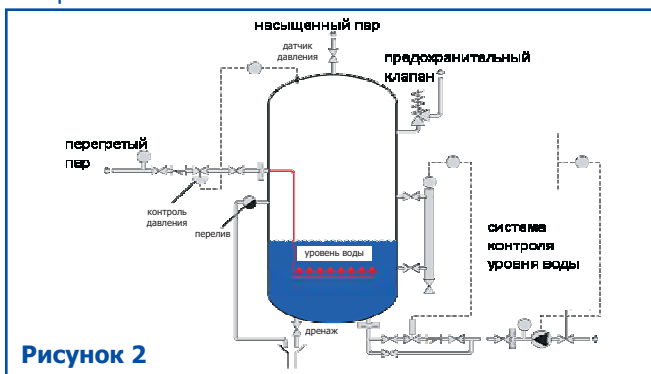 насыщенный пар
датчик
давления
предохранительный
клапан
перегретый
пар
контроль
давления
перелив
уровень воды
система
контроля
уровня воды
дренаж
Рисунок 2